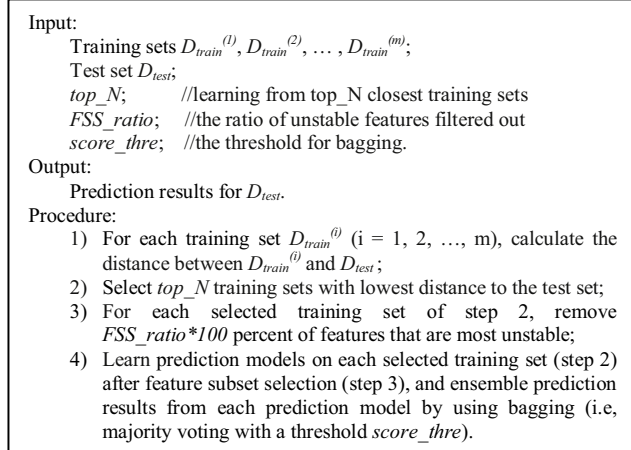 Input:
Training sets D_train^(1), D_train^(2), … , D_train^(m);
Test set D_test;
top_N; //learning from top_N closest training sets
FSS_ratio; //the ratio of unstable features filtered out
score_thre; //the threshold for bagging.
Output:
Prediction results for D_test.
Procedure:
1) For each training set D_train^(i) (i = 1, 2, …, m), calculate the
distance between D_train^(i) and D_test ;
2) Select top_N training sets with lowest distance to the test set;
3) For each selected training set of step 2, remove
FSS_ratio*100 percent of features that are most unstable;
4) Learn prediction models on each selected training set (step 2)
after feature subset selection (step 3), and ensemble prediction
results from each prediction model by using bagging (i.e,
majority voting with a threshold score_thre).